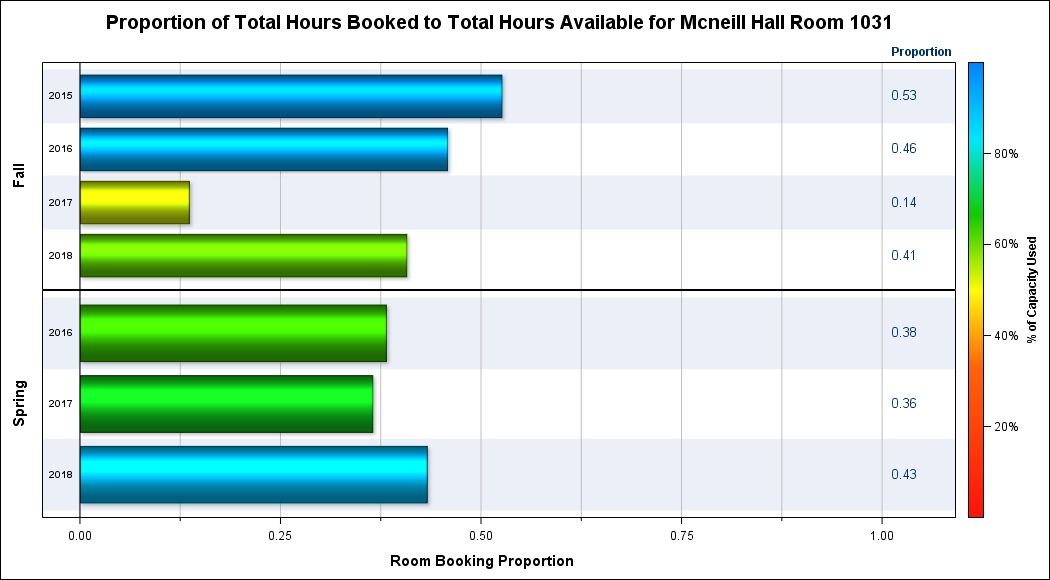 Proportion of Total Hours Booked to Total Hours Available for Mcneill Hall Room 1031
Proportion
Fall
2015 0.53
2016 0.46
2017 0.14
2018 0.41
Spring
2016 0.38
2017 0.36
2018 0.43
0.00 0.25 0.50 0.75 1.00
Room Booking Proportion
80%
60%
40%
20%
% of Capacity Used